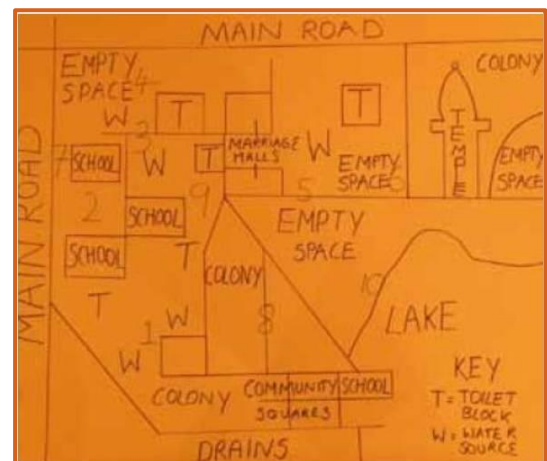 MAIN ROAD
EMPTY
SPACE 4
COLONY
W
T
T
3
MARRIAGE
HALLS
TEMPLE
SCHOOL
W
T
W
EMPTY
SPACE
EMPTY
SPACE
MAIN ROAD
2
SCHOOL
9
5
EMPTY
SPACE
SCHOOL
T
COLONY
10
T
LAKE
1
W
8
W
KEY
COLONY
COMMUNITY
SCHOOL
SQUARES
T = TOILET
BLOCK
W = WATER
SOURCE
DRAINS